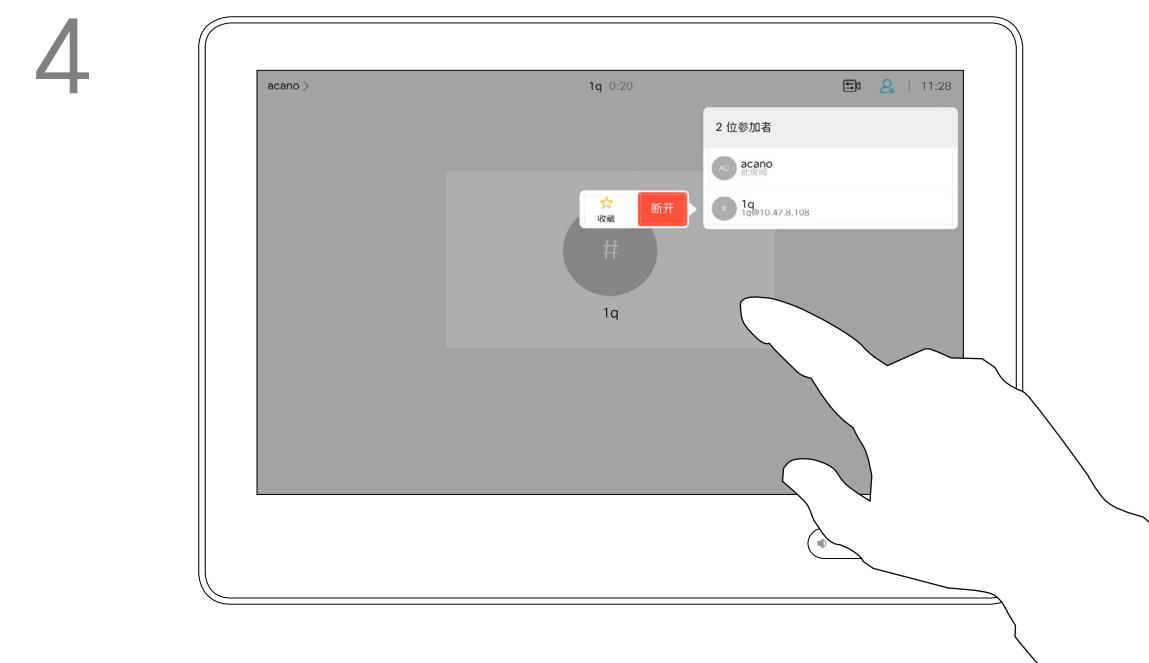 4
acano >
1q 0:20
11:28
2 位参加者
AC
acano
此房间
收藏
断开
#
1q
1q@10.47.8.108
#
1q